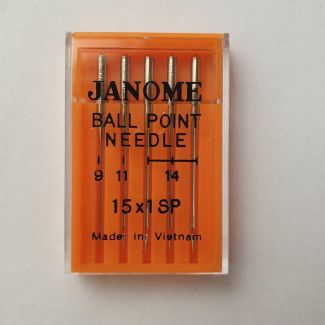 JANOME
BALL POINT
NEEDLE
9 11 14
15x1SP
Made in Vietnam